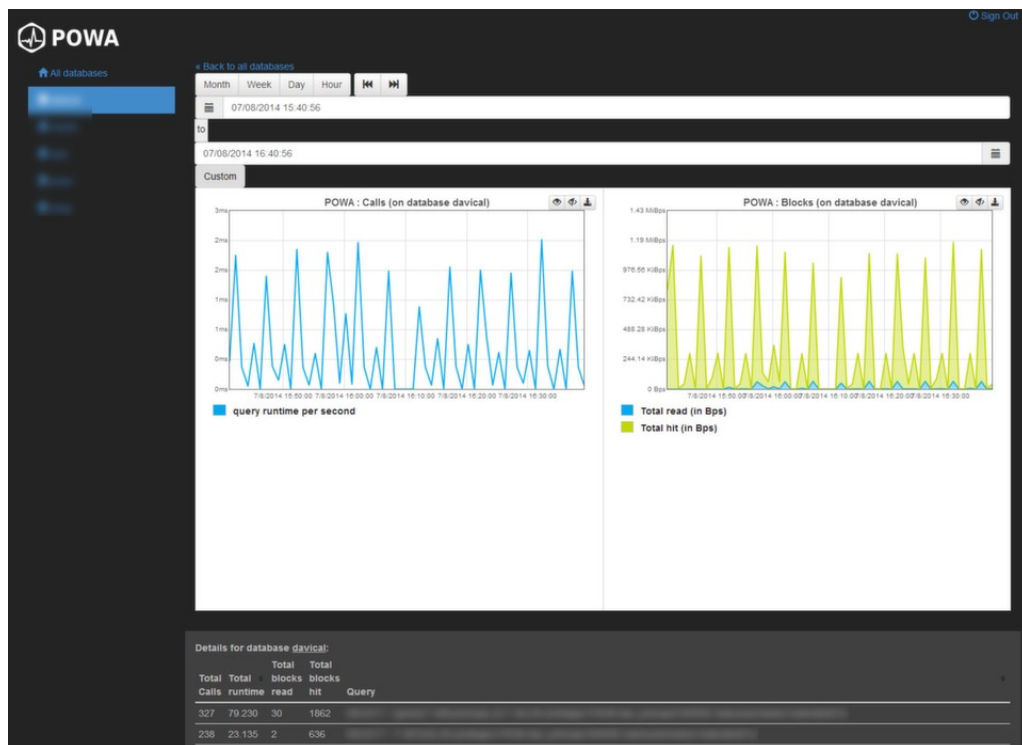 Sign Out
POWA
All databases
« Back to all databases
Month Week Day Hour
07/08/2014 15:40:56
to
07/08/2014 16:40:56
Custom
POWA : Calls (on database davical)
3ms
2ms
2ms
1ms
1ms
0ms
0ms
7/8/2014 15:50:00 7/8/2014 16:00:00 7/8/2014 16:10:00 7/8/2014 16:20:00 7/8/2014 16:30:00
query runtime per second
POWA : Blocks (on database davical)
1.43 MiBps
1.19 MiBps
976.56 KiBps
732.42 KiBps
488.28 KiBps
244.14 KiBps
0 Bps
7/8/2014 15:50:00 7/8/2014 16:00:00 7/8/2014 16:10:00 7/8/2014 16:20:00 7/8/2014 16:30:00
Total read (in Bps)
Total hit (in Bps)
Details for database davical:
Total Calls Total runtime Total blocks read Total blocks hit Query
327 79.230 30 1862
238 23.135 2 636